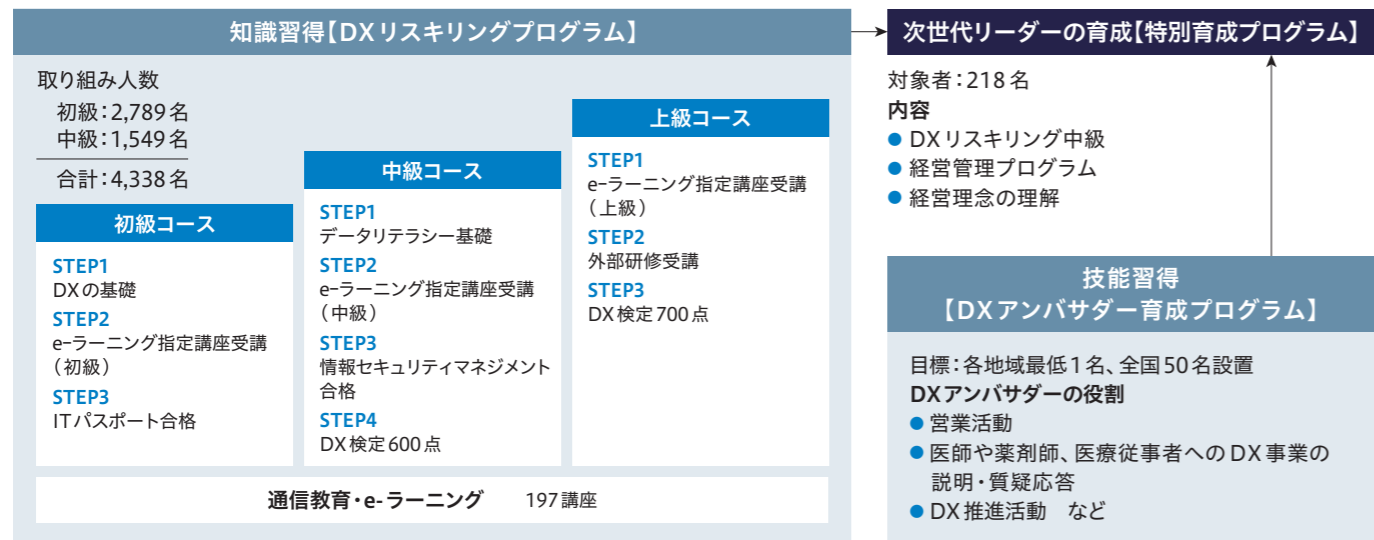 知識習得【DXリスキリングプログラム】
取り組み人数
初級：2,789名
中級：1,549名
合計：4,338名
初級コース
STEP1
DXの基礎
STEP2
e-ラーニング指定講座受講
（初級）
STEP3
ITパスポート合格
中級コース
STEP1
データリテラシー基礎
STEP2
e-ラーニング指定講座受講
（中級）
STEP3
情報セキュリティマネジメント
合格
STEP4
DX検定600点
上級コース
STEP1
e-ラーニング指定講座受講
（上級）
STEP2
外部研修受講
STEP3
DX検定700点
通信教育・e-ラーニング　197講座
次世代リーダーの育成【特別育成プログラム】
対象者：218名
内容
● DXリスキリング中級
● 経営管理プログラム
● 経営理念の理解
技能習得
【DXアンバサダー育成プログラム】
目標：各地域最低1名、全国50名設置
DXアンバサダーの役割
● 営業活動
● 医師や薬剤師、医療従事者へのDX事業の
説明・質疑応答
● DX推進活動　など